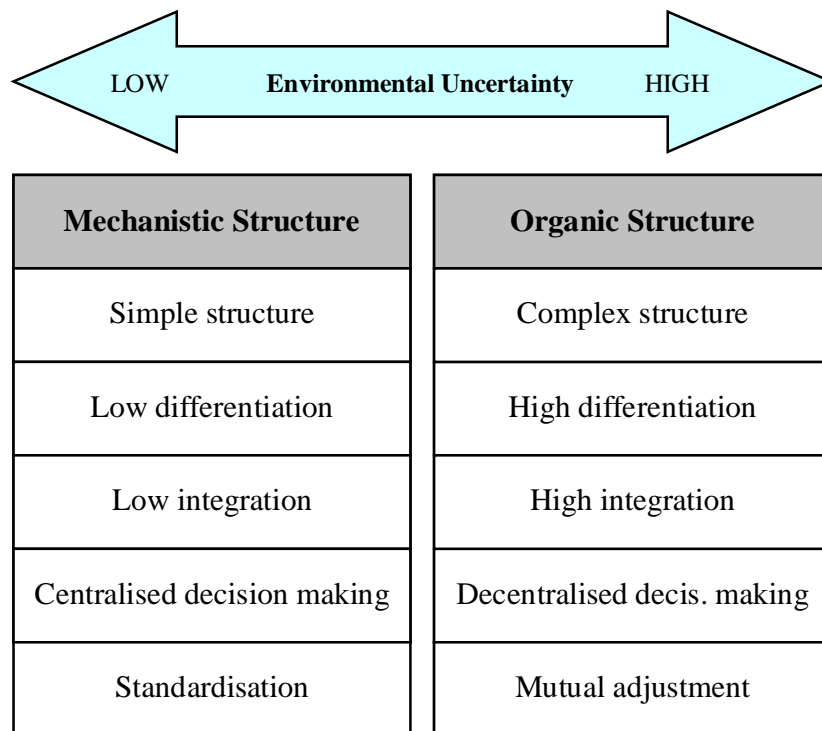 LOW Environmental Uncertainty HIGH
Mechanistic Structure
Organic Structure
Simple structure
Complex structure
Low differentiation
High differentiation
Low integration
High integration
Centralised decision making
Decentralised decis. making
Standardisation
Mutual adjustment